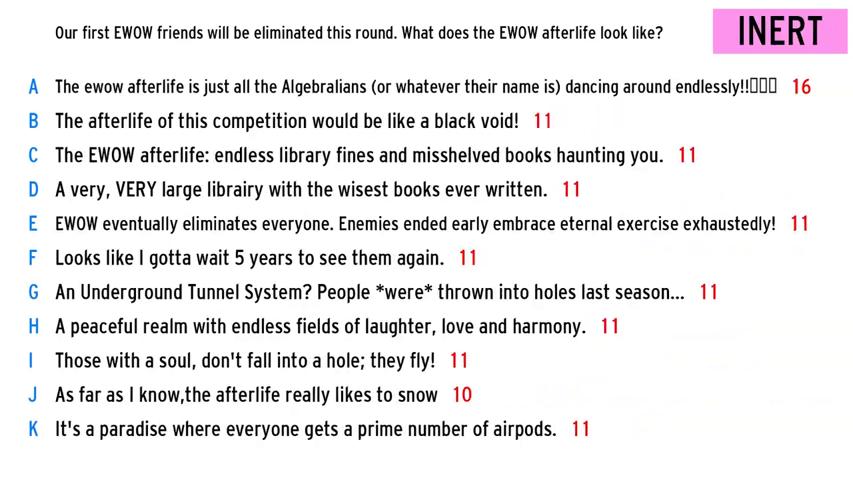 Our first EWOW friends will be eliminated this round. What does the EWOW afterlife look like?
INERT
A The ewow afterlife is just all the Algebralians (or whatever their name is) dancing around endlessly!!▯▯▯ 16
B The afterlife of this competition would be like a black void! 11
C The EWOW afterlife: endless library fines and misshelved books haunting you. 11
D A very, VERY large librairy with the wisest books ever written. 11
E EWOW eventually eliminates everyone. Enemies ended early embrace eternal exercise exhaustedly! 11
F Looks like I gotta wait 5 years to see them again. 11
G An Underground Tunnel System? People *were* thrown into holes last season... 11
H A peaceful realm with endless fields of laughter, love and harmony. 11
I Those with a soul, don't fall into a hole; they fly! 11
J As far as I know,the afterlife really likes to snow 10
K It's a paradise where everyone gets a prime number of airpods. 11